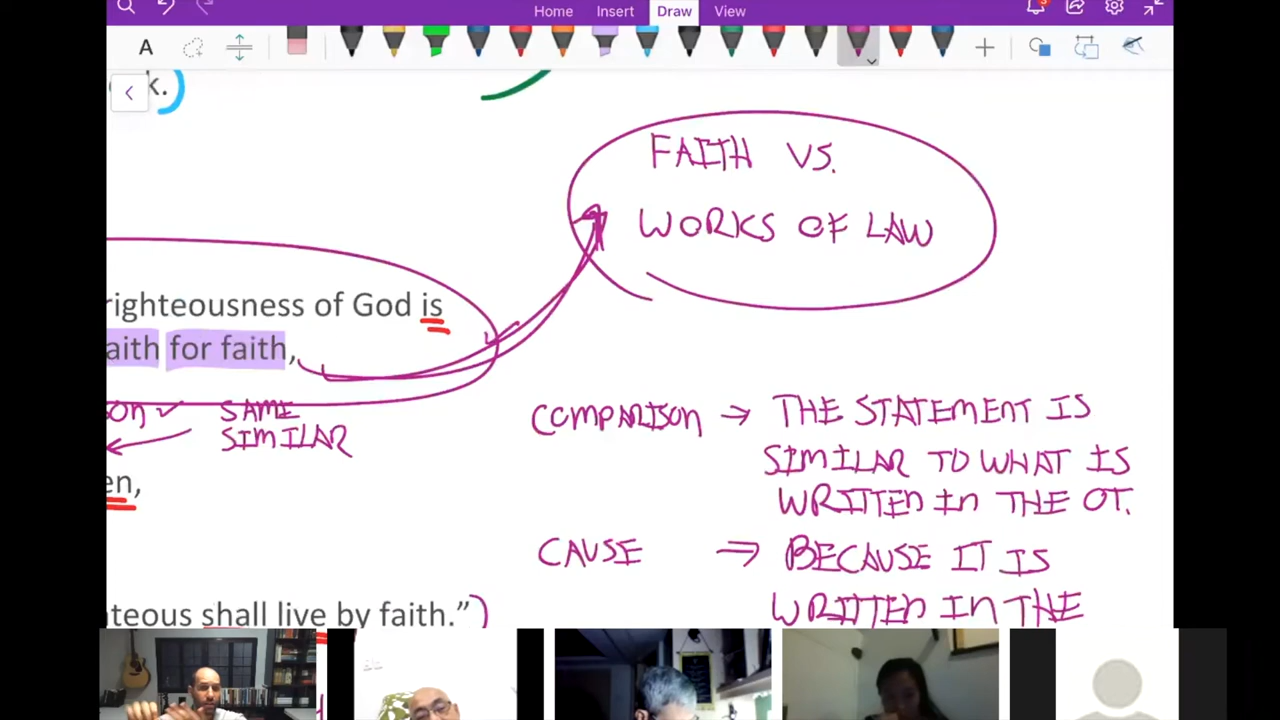 Home Insert Draw View
A
k.
FAITH VS.
WORKS OF LAW
righteousness of God is
aith for faith,
SAME
SIMILAR
COMPARISON → THE STATEMENT IS
SIMILAR TO WHAT IS
WRITTEN IN THE OT.
en,
CAUSE ⇒ BECAUSE IT IS
WRITTEN IN THE
teous shall live by faith.”)